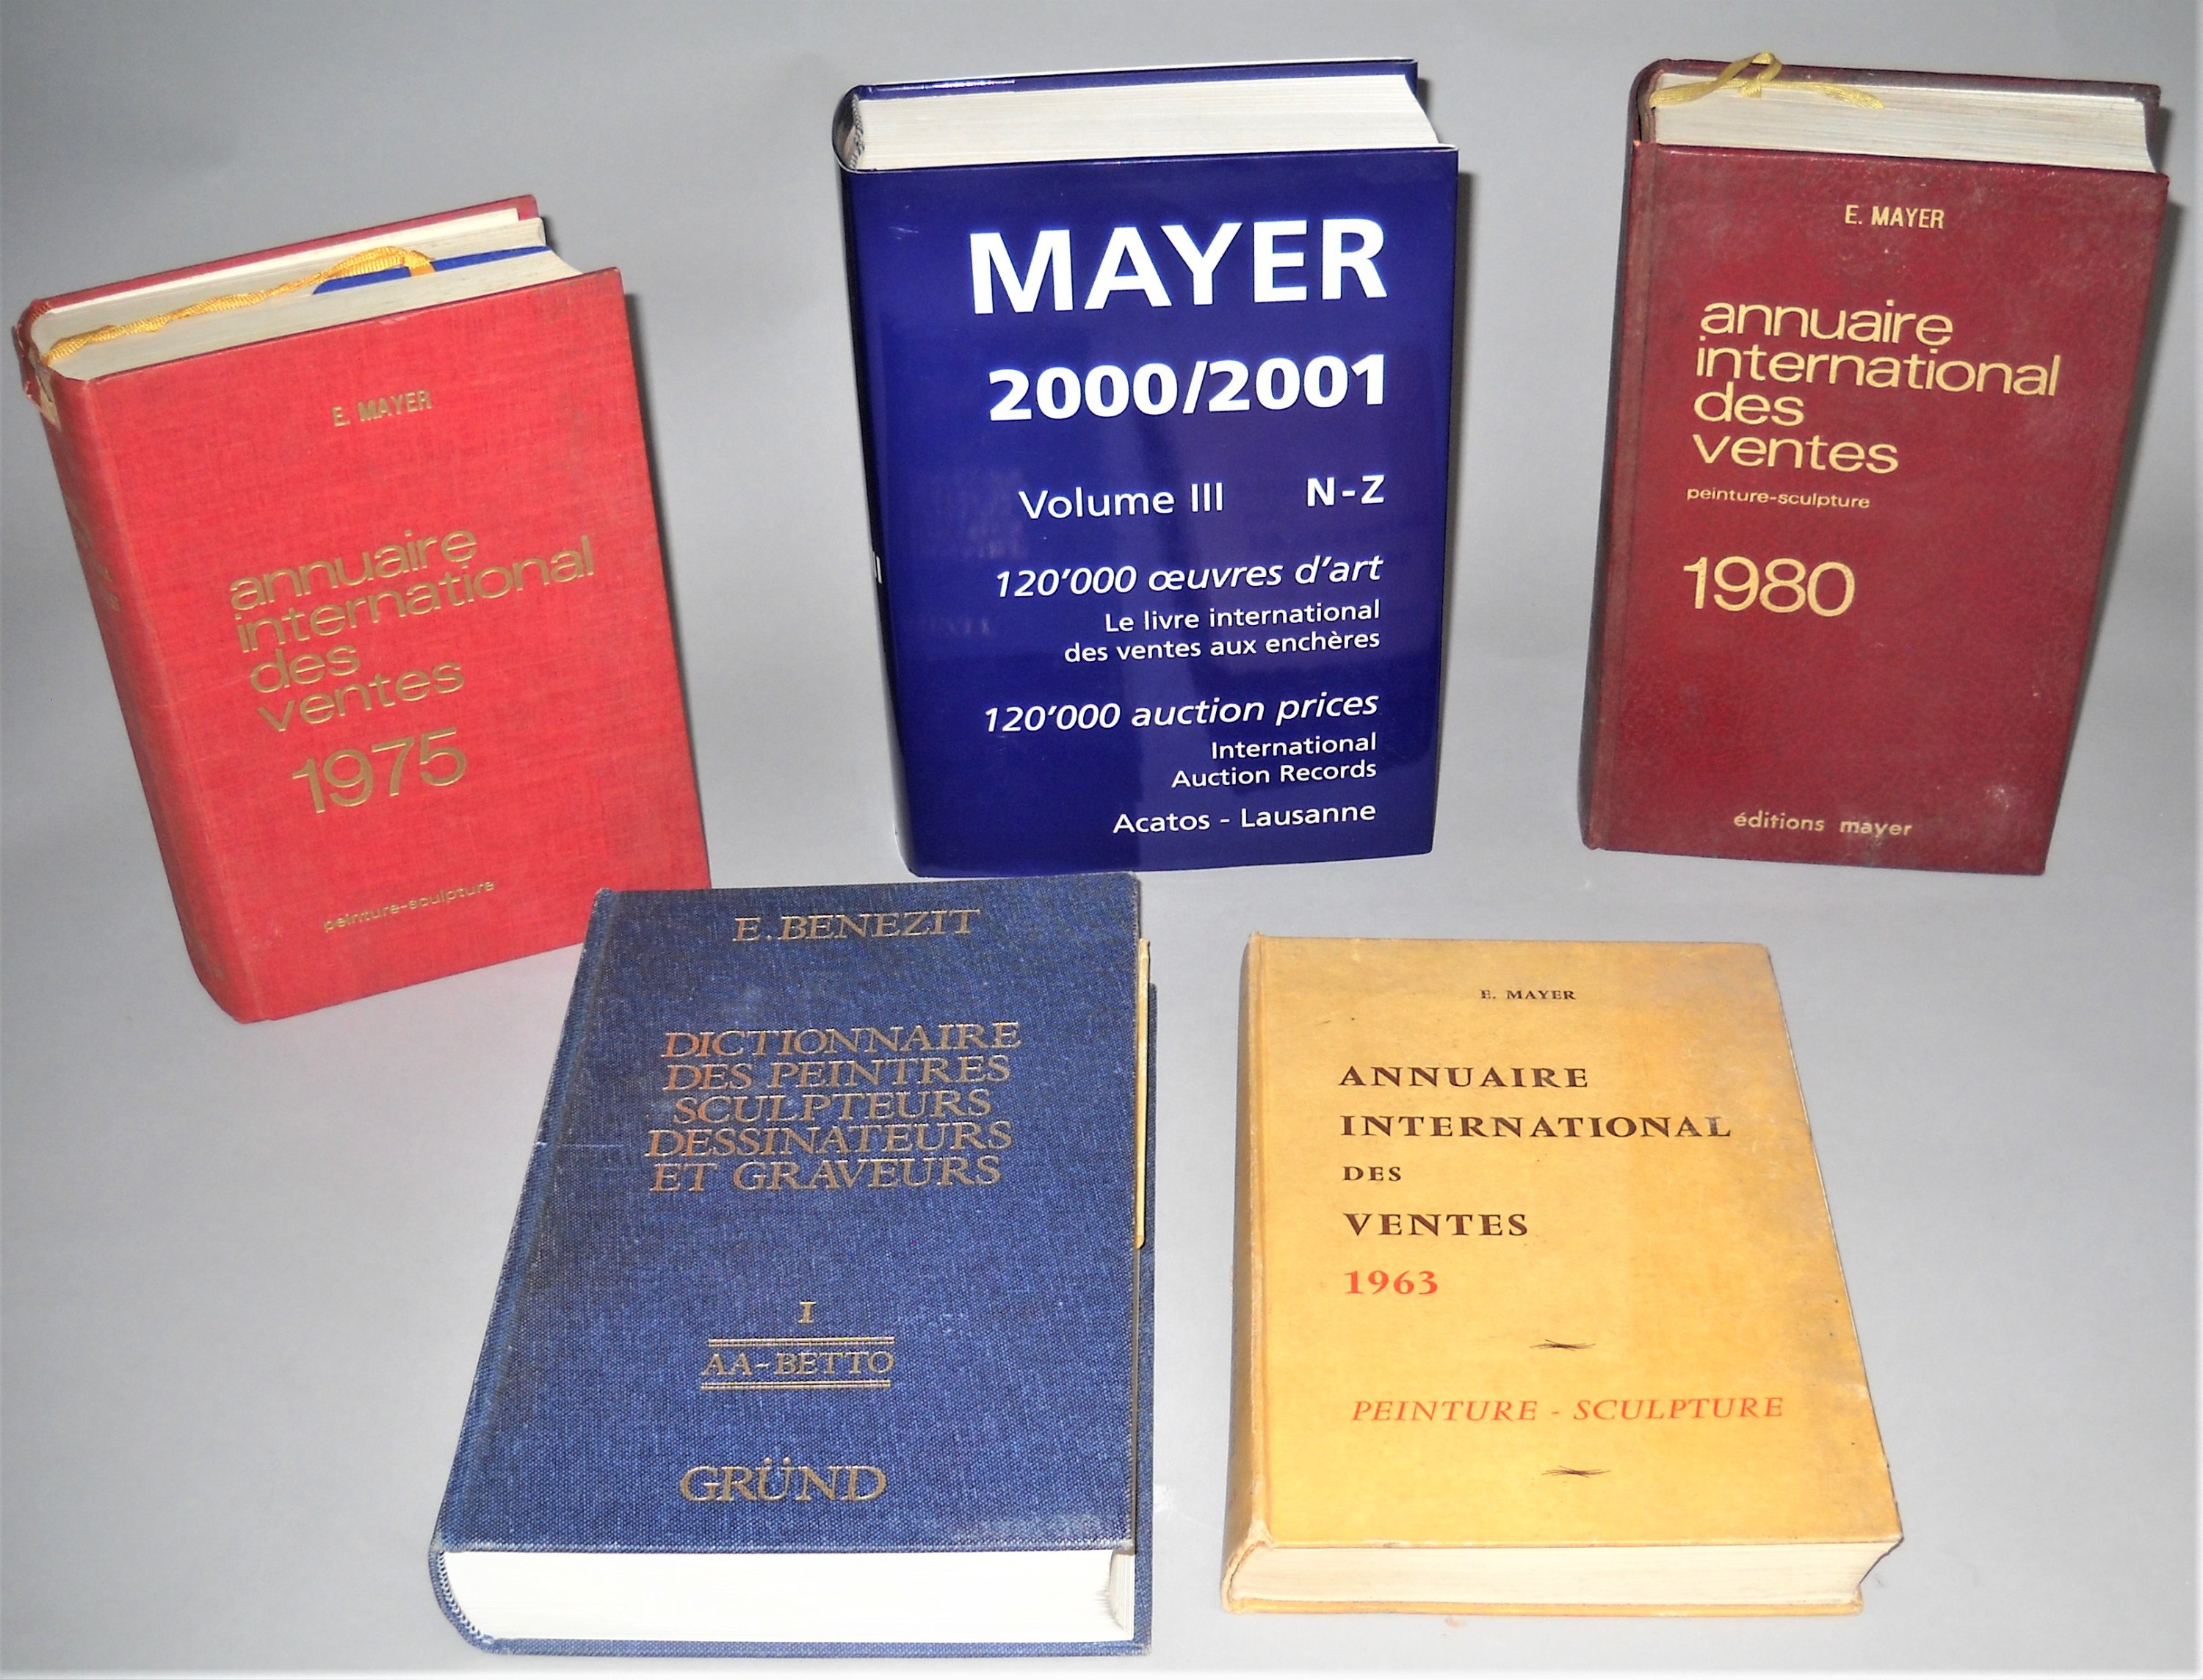 E. MAYER
annuaire
international
des
ventes
1975
peinture-sculpture
MAYER
2000/2001
Volume III N-Z
120'000 œuvres d'art
Le livre international
des ventes aux enchères
120'000 auction prices
International
Auction Records
Acatos - Lausanne
E. MAYER
annuaire
international
des
ventes
peinture-sculpture
1980
éditions mayer
E. BENEZIT
DICTIONNAIRE
DES PEINTRES
SCULPTEURS
DESSINATEURS
ET GRAVEURS
I
AA-BETTO
GRÜND
E. MAYER
ANNUAIRE
INTERNATIONAL
DES
VENTES
1963
PEINTURE - SCULPTURE